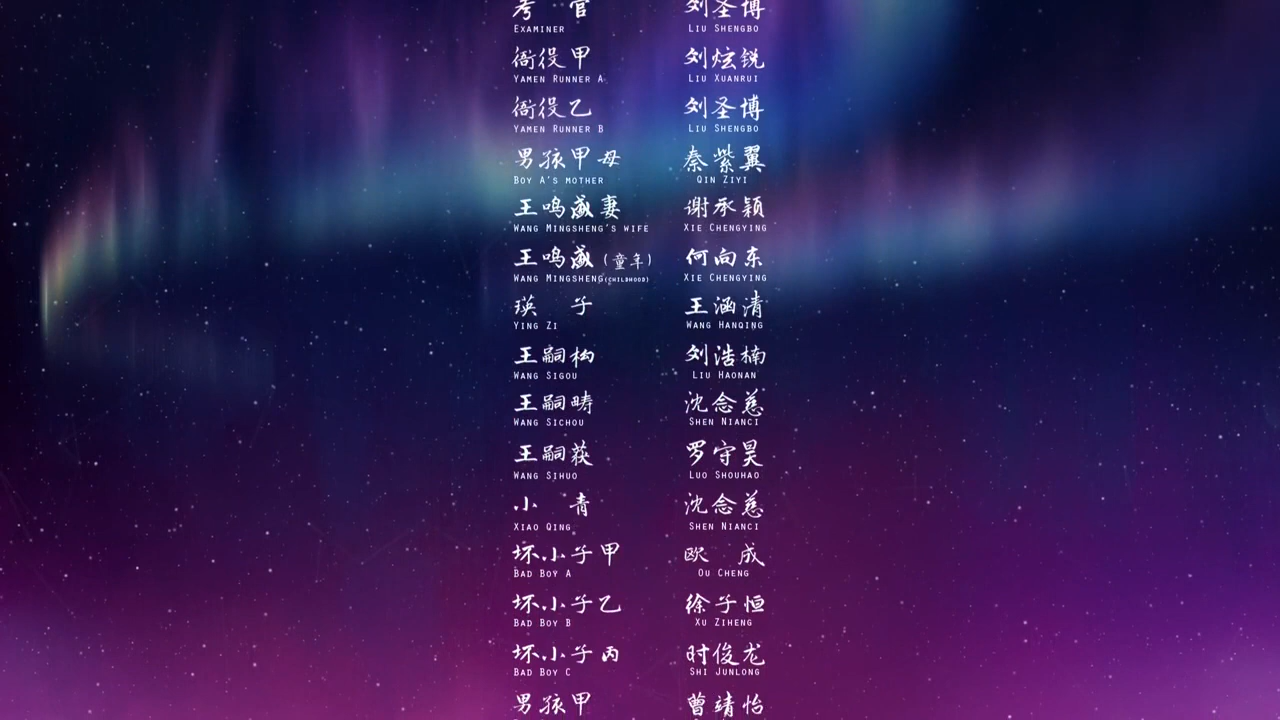 考 官 刘圣博
EXAMINER LIU SHENGBO
衙役甲 刘炫锐
YAMEN RUNNER A LIU XUANRUI
衙役乙 刘圣博
YAMEN RUNNER B LIU SHENGBO
男孩甲母 秦紫翼
BOY A'S MOTHER QIN ZIYI
王鸣盛妻 谢承颖
WANG MINGSHENG'S WIFE XIE CHENGYING
王鸣盛(童年) 何向东
WANG MINGSHENG(CHILDHOOD) XIE CHENGYING
瑛 子 王涵清
YING ZI WANG HANQING
王嗣构 刘浩楠
WANG SIGOU LIU HAONAN
王嗣畴 沈念慈
WANG SICHOU SHEN NIANCI
王嗣获 罗守昊
WANG SIHUO LUO SHOUHAO
小 青 沈念慈
XIAO QING SHEN NIANCI
坏小子甲 欧 成
BAD BOY A OU CHENG
坏小子乙 徐子恒
BAD BOY B XU ZIHENG
坏小子丙 时俊龙
BAD BOY C SHI JUNLONG
男孩甲 曾靖怡